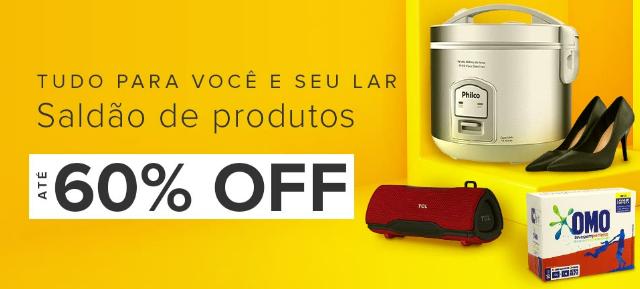 TUDO PARA VOCÊ E SEU LAR
Saldão de produtos
ATÉ
60% OFF
Philco
TCL
OMO